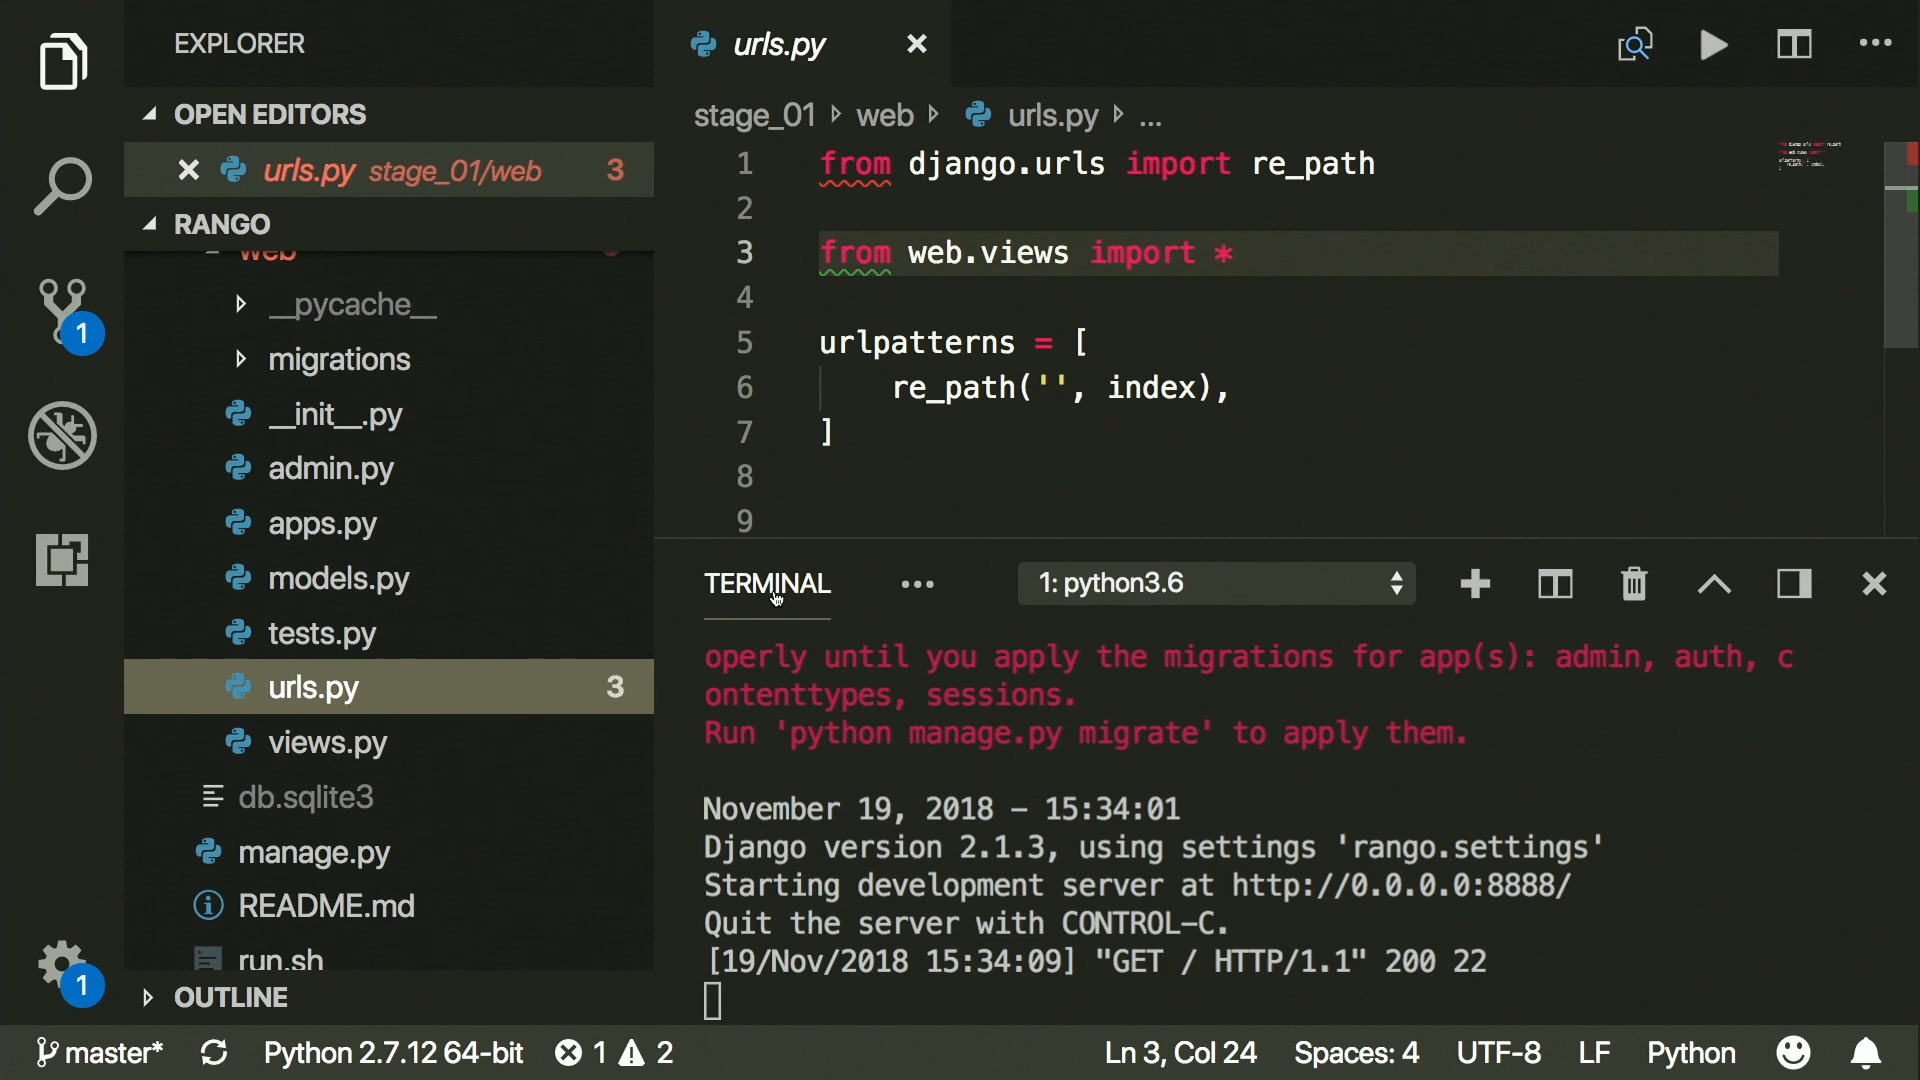 EXPLORER
OPEN EDITORS
urls.py stage_01/web 3
RANGO
web
__pycache__
migrations
__init__.py
admin.py
apps.py
models.py
tests.py
urls.py 3
views.py
db.sqlite3
manage.py
README.md
run.sh
OUTLINE
1
1
urls.py
stage_01 web urls.py ...
1 from django.urls import re_path
2
3 from web.views import *
4
5 urlpatterns = [
6 re_path('', index),
7 ]
8
9
TERMINAL ... 1: python3.6
operly until you apply the migrations for app(s): admin, auth, c
ontenttypes, sessions.
Run 'python manage.py migrate' to apply them.
November 19, 2018 - 15:34:01
Django version 2.1.3, using settings 'rango.settings'
Starting development server at http://0.0.0.0:8888/
Quit the server with CONTROL-C.
[19/Nov/2018 15:34:09] "GET / HTTP/1.1" 200 22
master* Python 2.7.12 64-bit 1 2 Ln 3, Col 24 Spaces: 4 UTF-8 LF Python